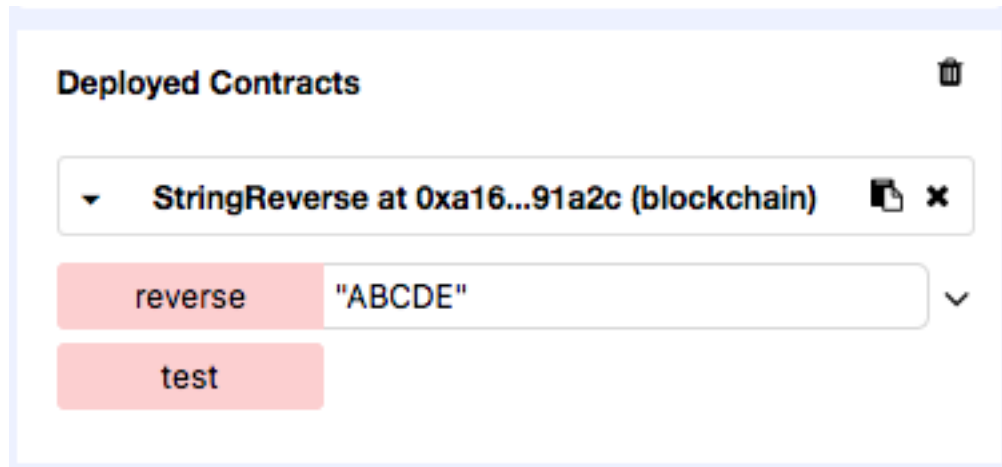 Deployed Contracts
StringReverse at 0xa16...91a2c (blockchain)
reverse "ABCDE"
test